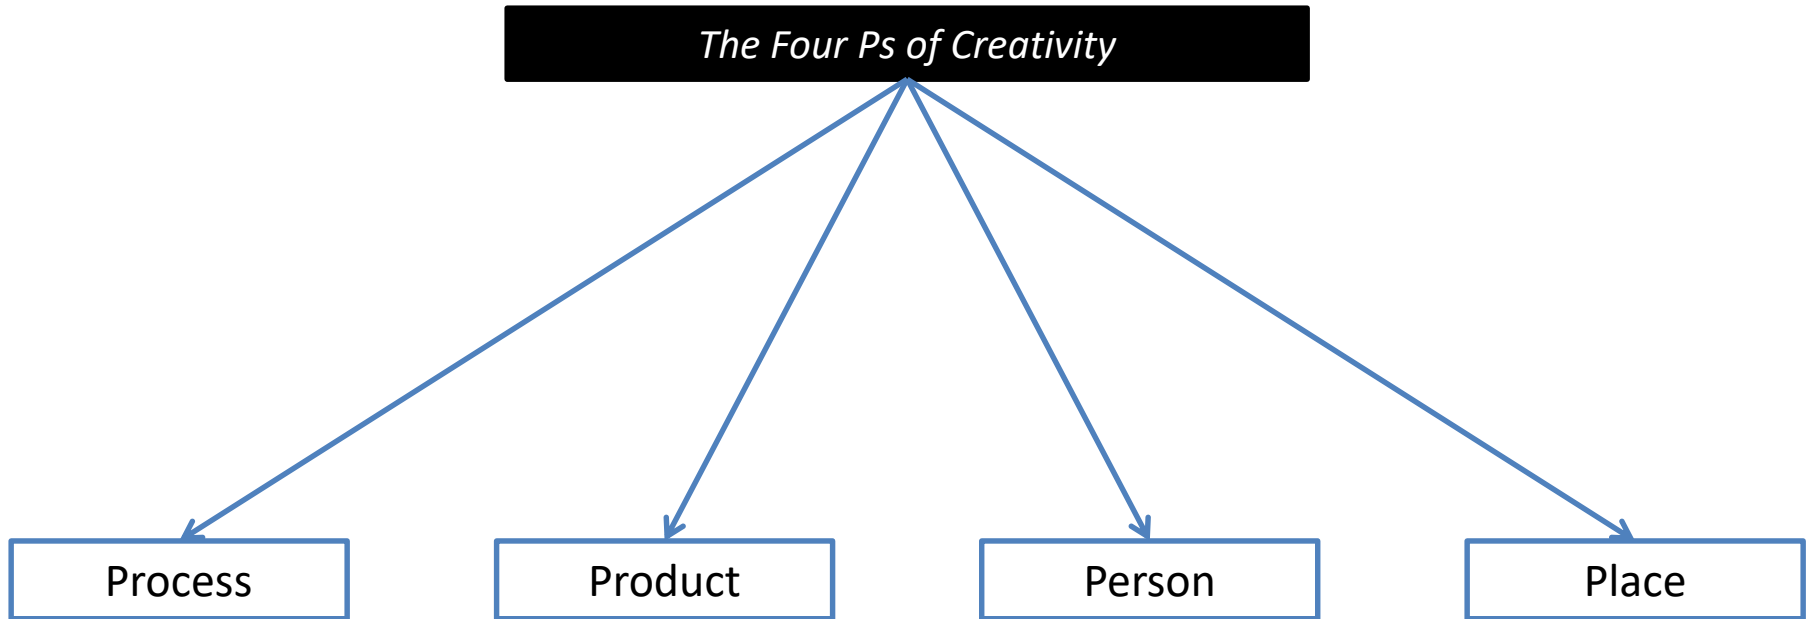 The Four Ps of Creativity
Process
Product
Person
Place